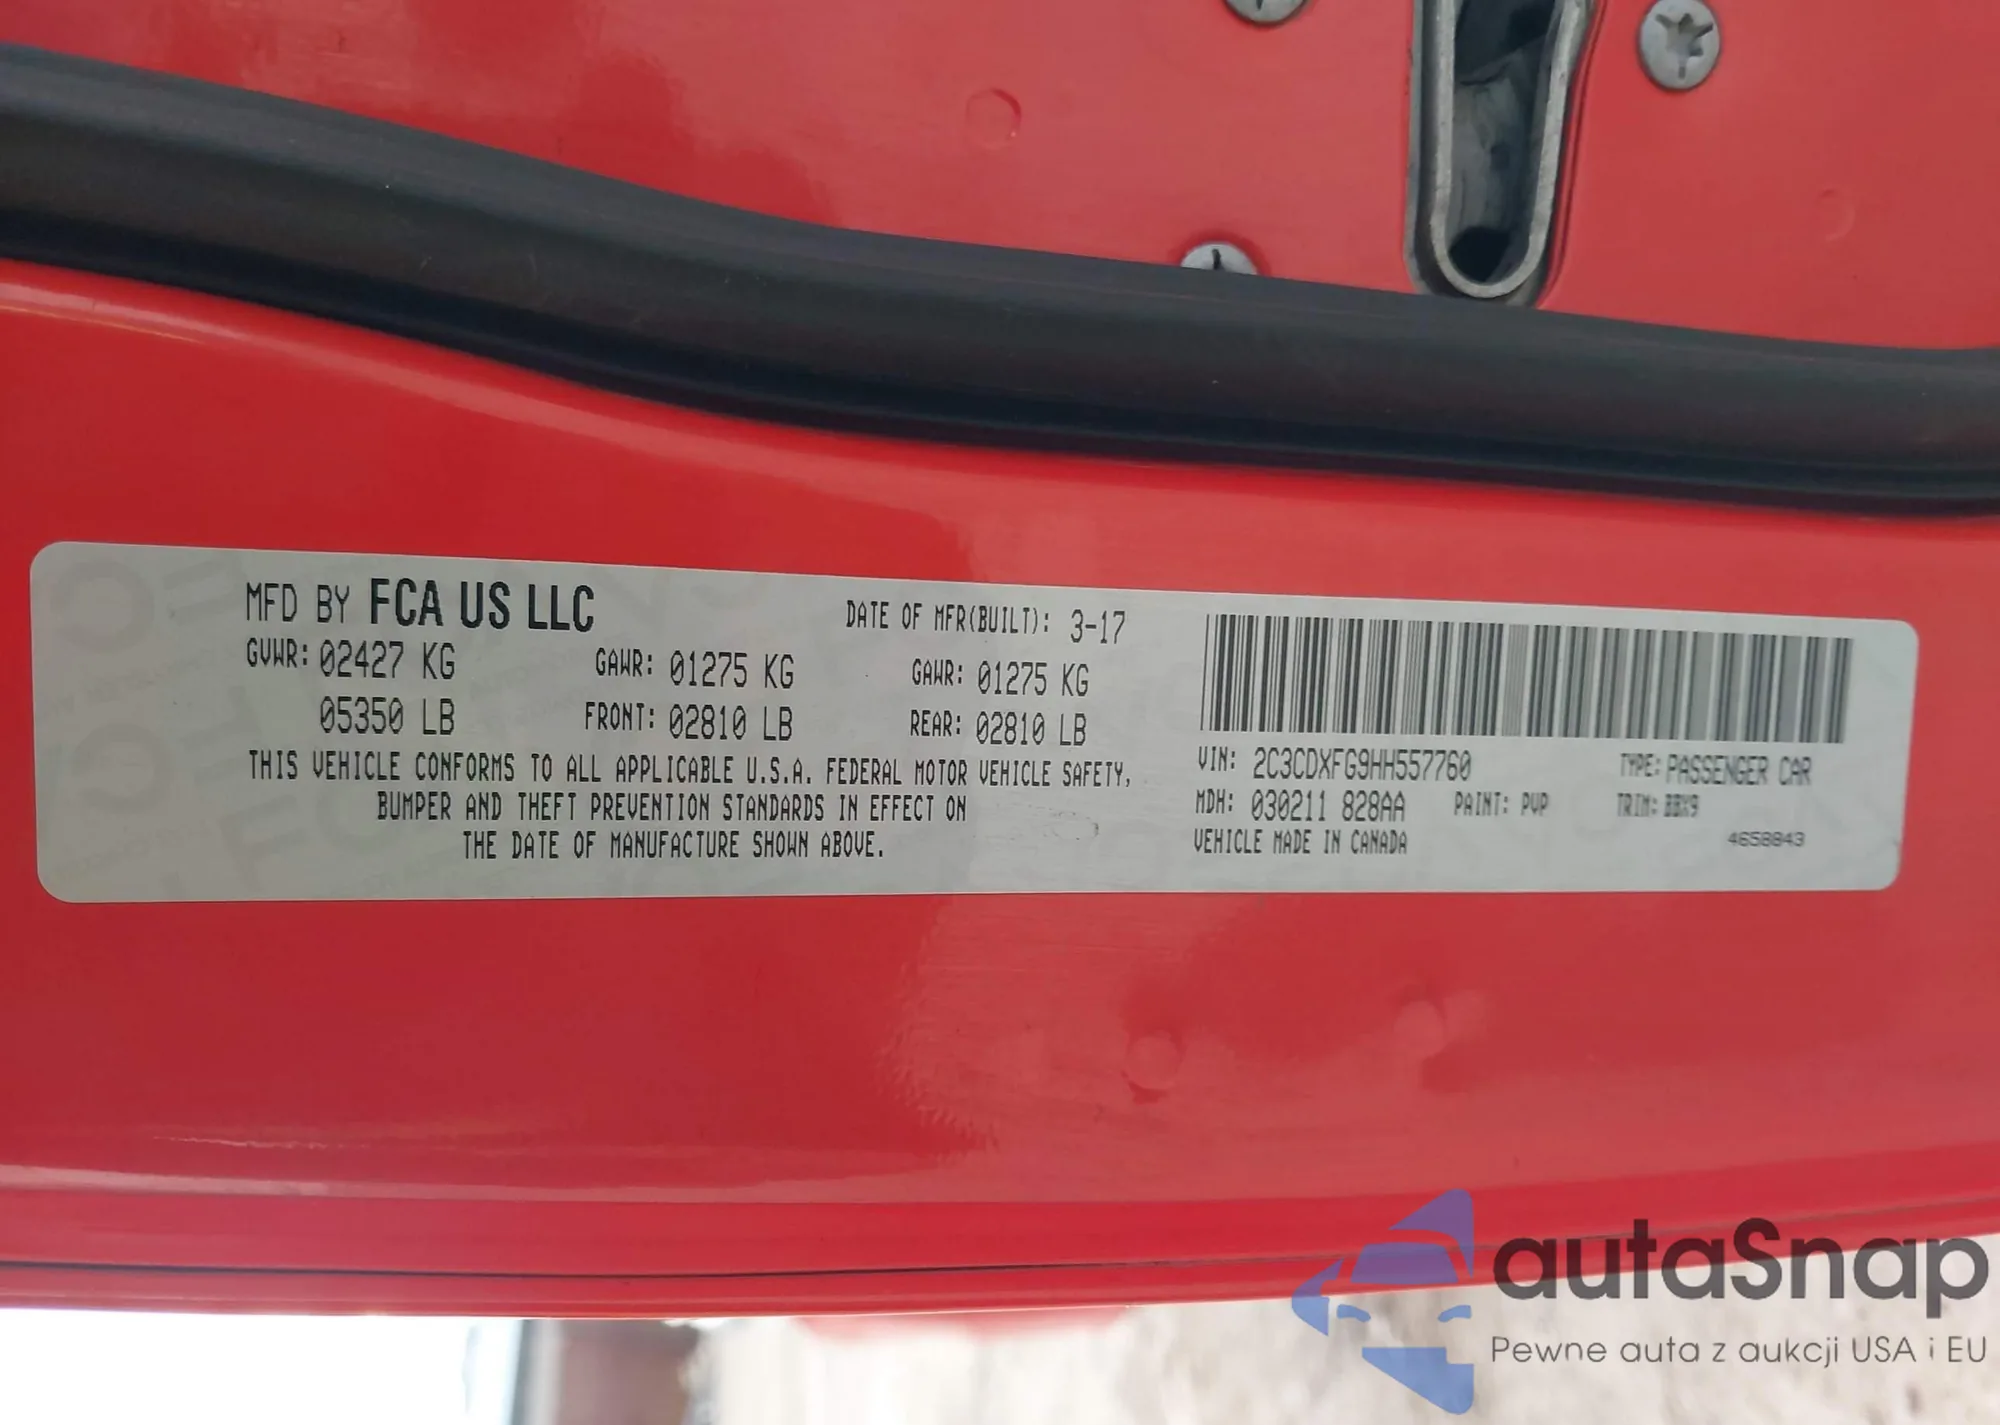 MFD BY FCA US LLC
DATE OF MFR(BUILT): 3-17
GVWR: 02427 KG
GAWR: 01275 KG
GAWR: 01275 KG
05350 LB
FRONT: 02810 LB
REAR: 02810 LB
THIS VEHICLE CONFORMS TO ALL APPLICABLE U.S.A. FEDERAL MOTOR VEHICLE SAFETY,
BUMPER AND THEFT PREVENTION STANDARDS IN EFFECT ON
THE DATE OF MANUFACTURE SHOWN ABOVE.
VIN: 2C3CDXFG9HH557760
TYPE: PASSENGER CAR
MDH: 030211 828AA
PAINT: PVP
TRIM: BBX9
VEHICLE MADE IN CANADA
4658843
autaSnap
Pewne auta z aukcji USA i EU